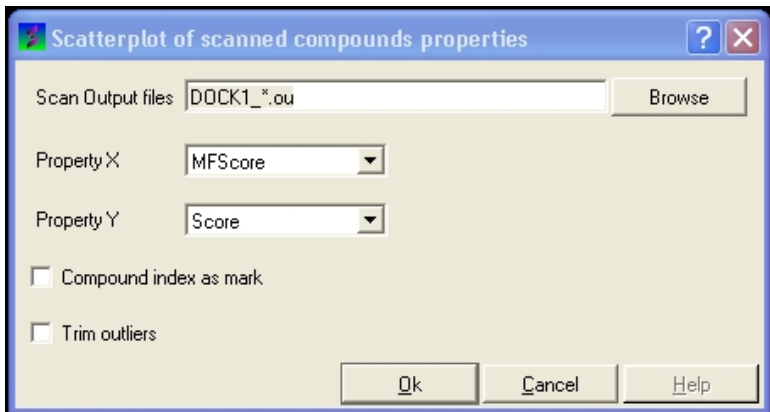 Scatterplot of scanned compounds properties ?
Scan Output files DOCK1_*.ou Browse
Property X MFScore
Property Y Score
Compound index as mark
Trim outliers
Ok Cancel Help